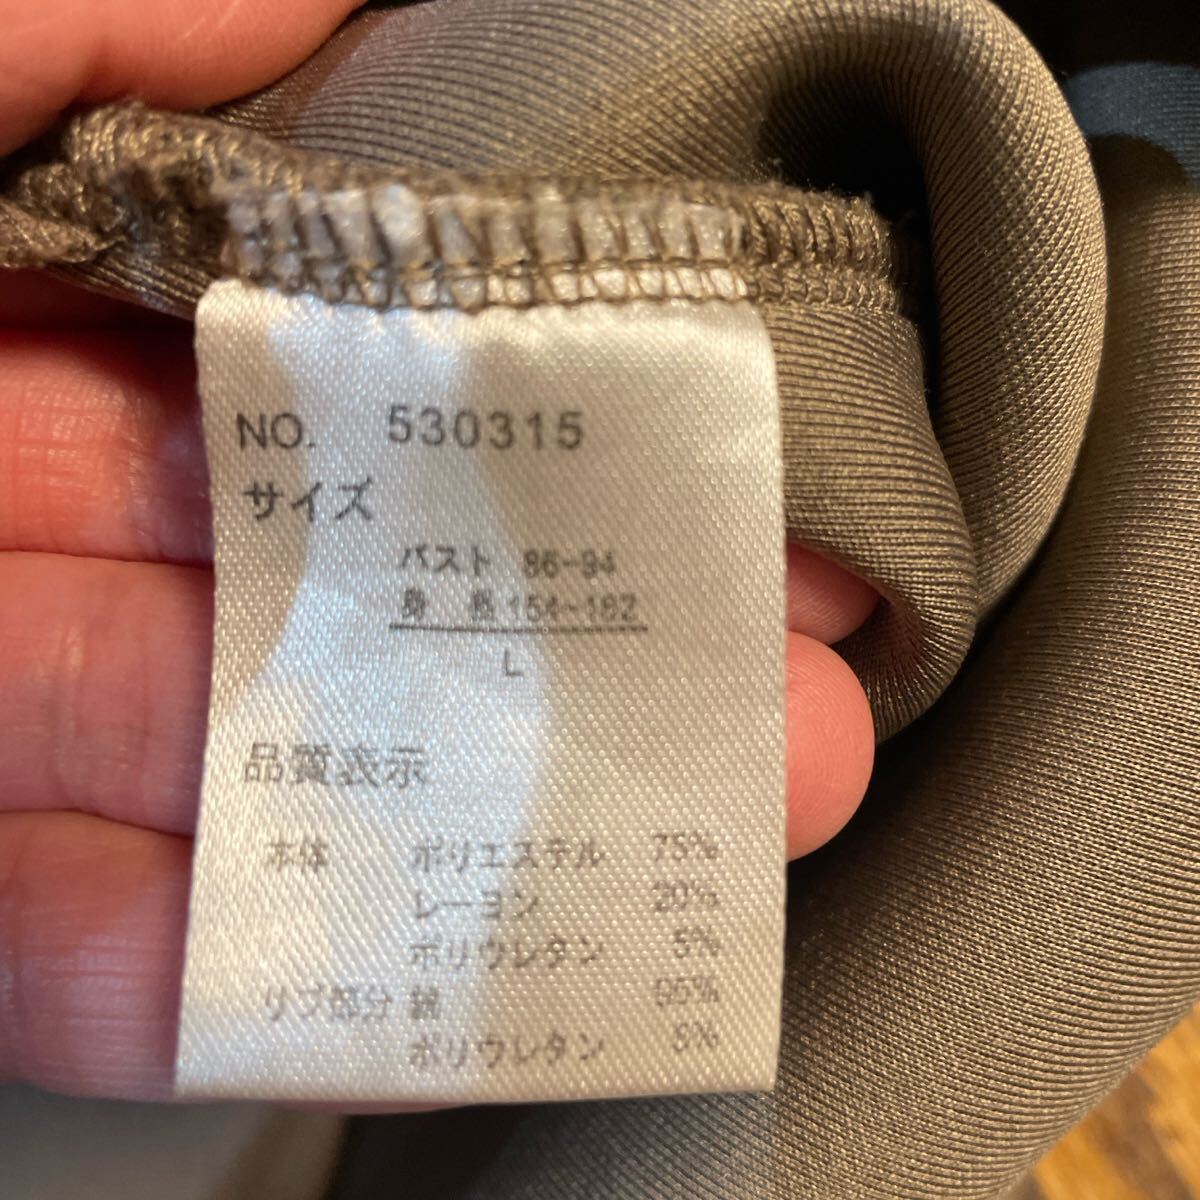 NO. 530315
サイズ
バスト 86-94
身 長 154-162
L
品質表示
本体 ポリエステル 75%
レーヨン 20%
ポリウレタン 5%
リブ部分 綿 95%
ポリウレタン 5%